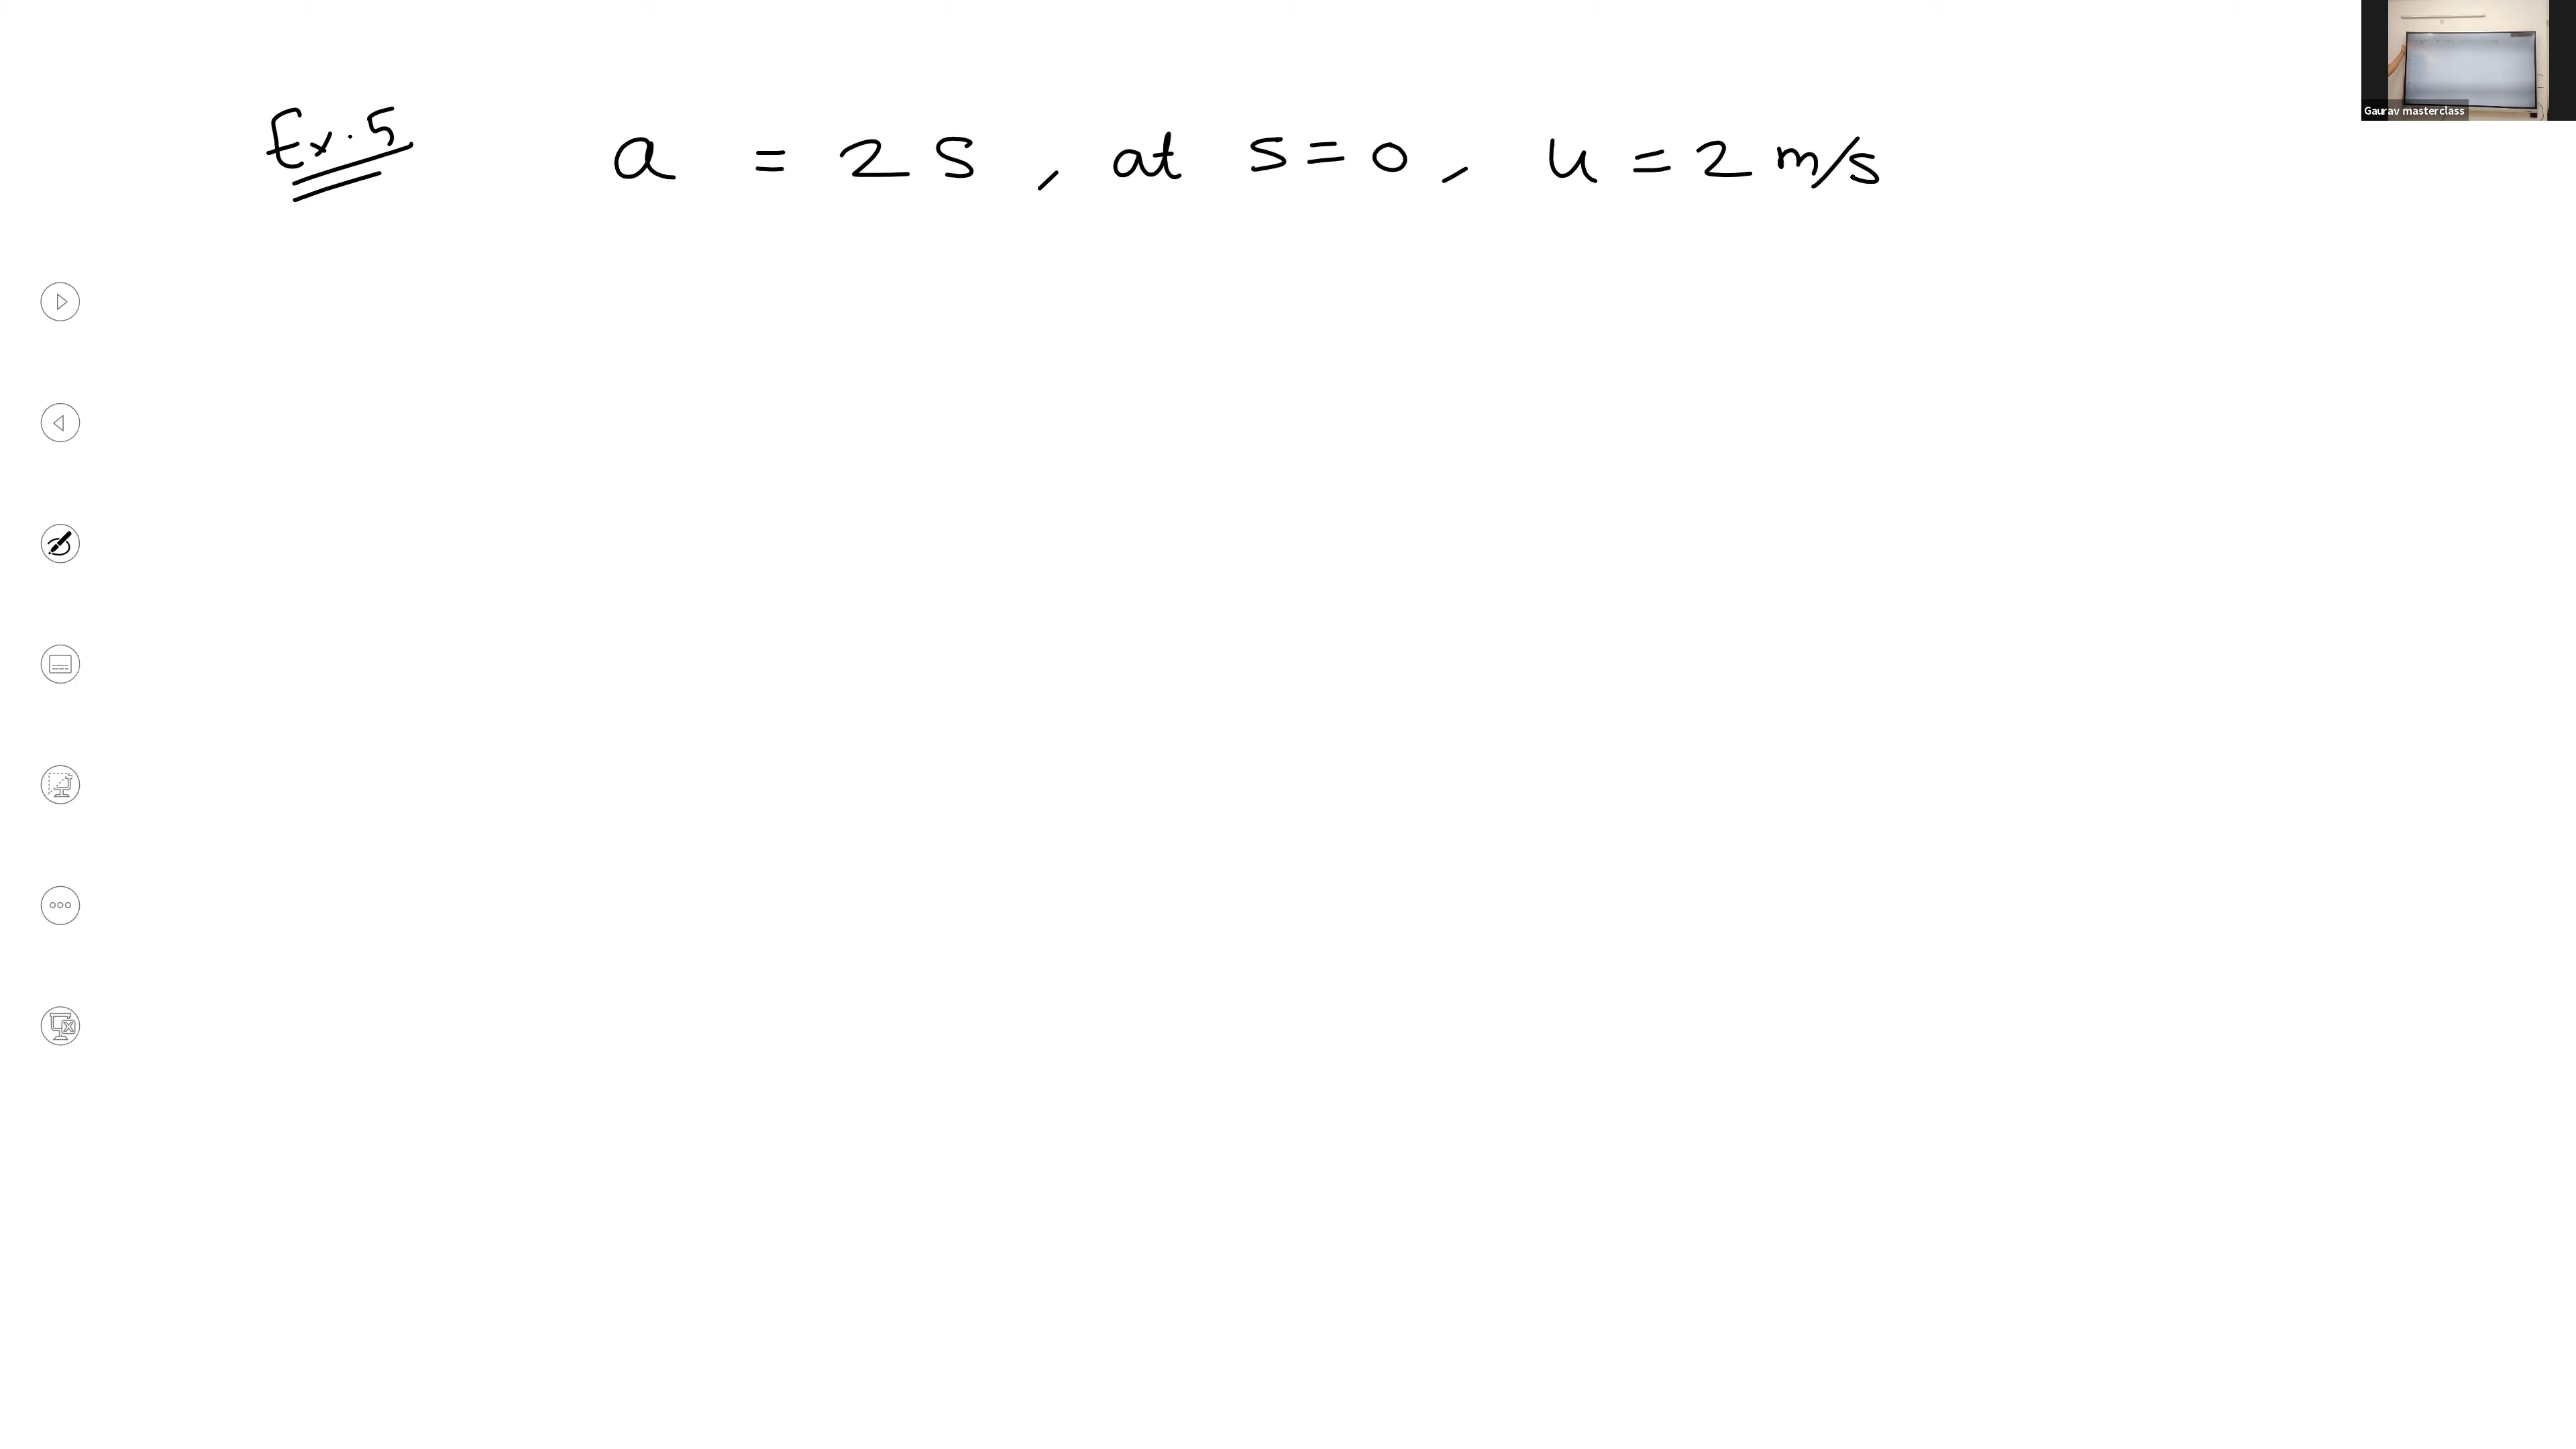 Ex.5 a = 2s, at s=0, u = 2 m/s
Gaurav masterclass